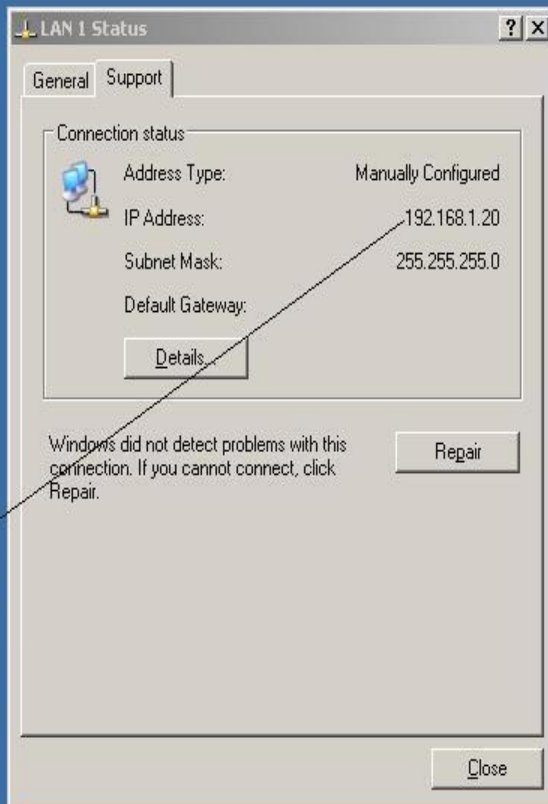 LAN 1 Status
General
Support
Connection status
Address Type: Manually Configured
IP Address: 192.168.1.20
Subnet Mask: 255.255.255.0
Default Gateway:
Details...
Windows did not detect problems with this
connection. If you cannot connect, click
Repair.
Repair
Close